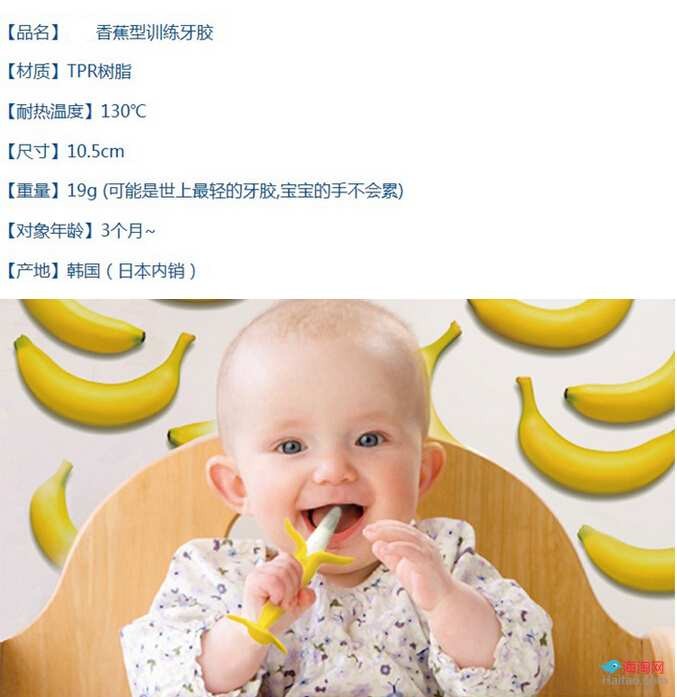 【品名】 香蕉型训练牙胶
【材质】TPR树脂
【耐热温度】130℃
【尺寸】10.5cm
【重量】19g (可能是世上最轻的牙胶,宝宝的手不会累)
【对象年龄】3个月~
【产地】韩国（日本内销）
海淘网
Haitao.com